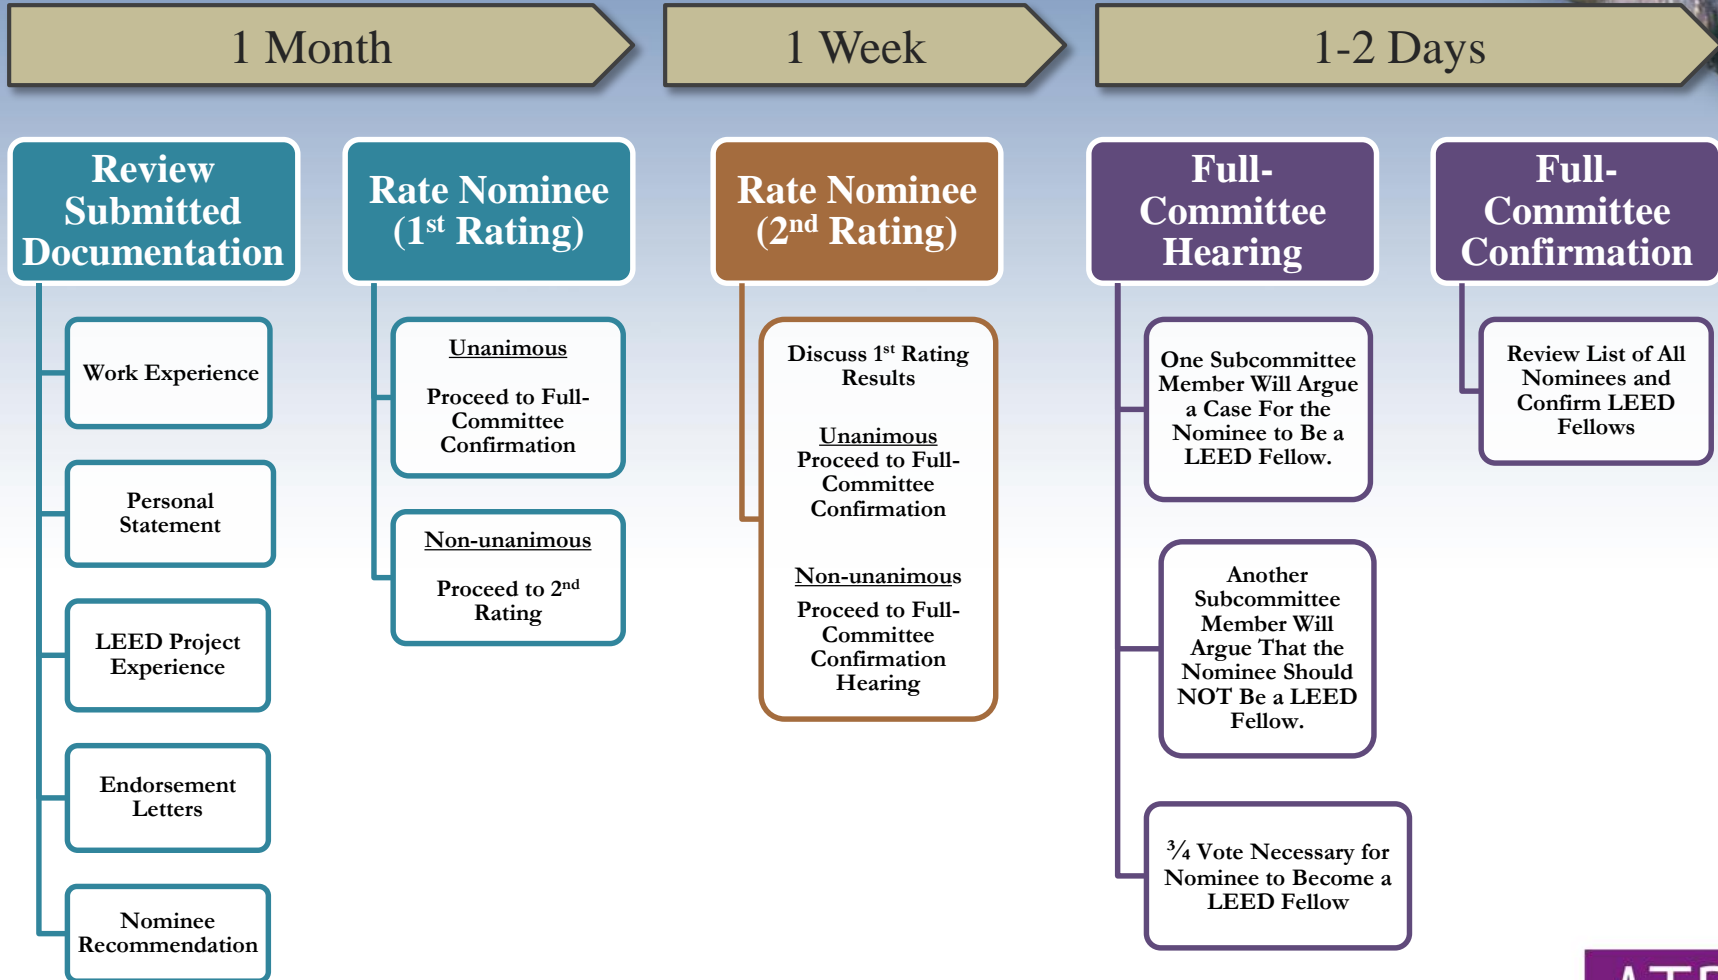 1 Month
1 Week
1-2 Days
Review
Submitted
Documentation
Work Experience
Personal
Statement
LEED Project
Experience
Endorsement
Letters
Nominee
Recommendation
Rate Nominee
(1st Rating)
Unanimous
Proceed to Full-
Committee
Confirmation
Non-unanimous
Proceed to 2nd
Rating
Rate Nominee
(2nd Rating)
Discuss 1st Rating
Results
Unanimous
Proceed to Full-
Committee
Confirmation
Non-unanimous
Proceed to Full-
Committee
Confirmation
Hearing
Full-
Committee
Hearing
One Subcommittee
Member Will Argue
a Case For the
Nominee to Be a
LEED Fellow.
Another
Subcommittee
Member Will
Argue That the
Nominee Should
NOT Be a LEED
Fellow.
¾ Vote Necessary for
Nominee to Become a
LEED Fellow
Full-
Committee
Confirmation
Review List of All
Nominees and
Confirm LEED
Fellows